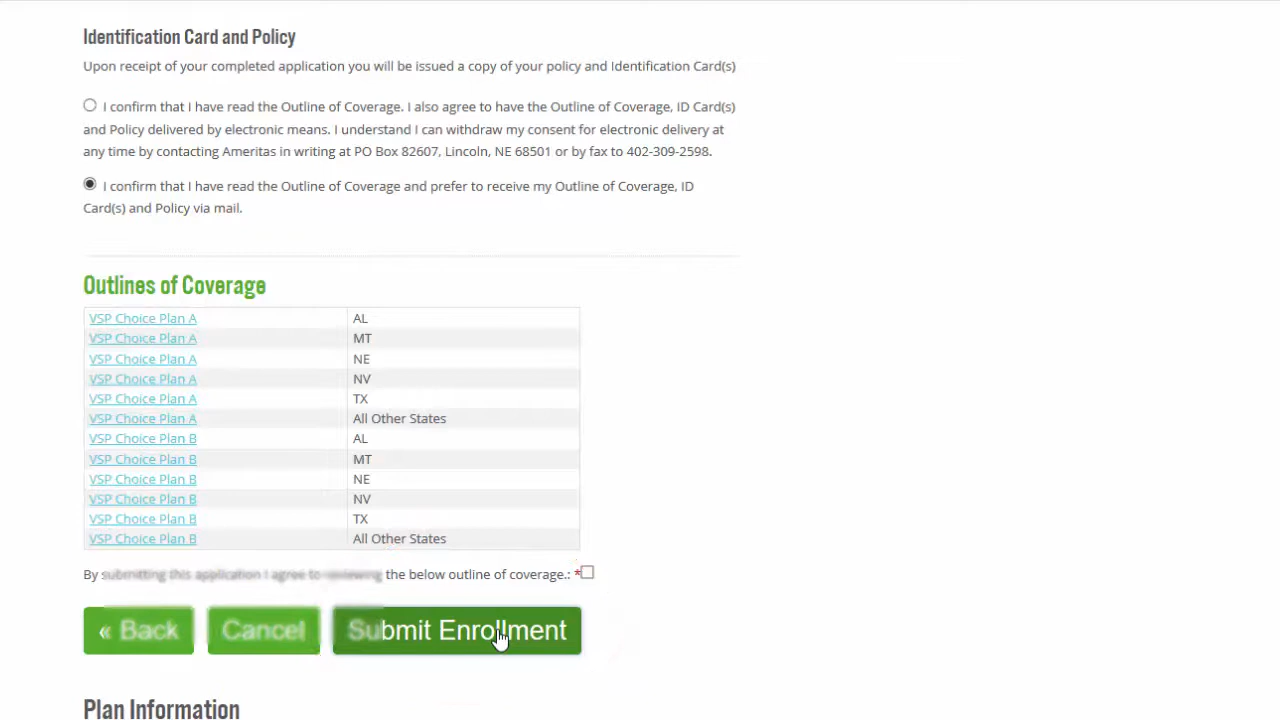 Identification Card and Policy
Upon receipt of your completed application you will be issued a copy of your policy and Identification Card(s)
I confirm that I have read the Outline of Coverage. I also agree to have the Outline of Coverage, ID Card(s)
and Policy delivered by electronic means. I understand I can withdraw my consent for electronic delivery at
any time by contacting Ameritas in writing at PO Box 82607, Lincoln, NE 68501 or by fax to 402-309-2598.
I confirm that I have read the Outline of Coverage and prefer to receive my Outline of Coverage, ID
Card(s) and Policy via mail.
Outlines of Coverage
VSP Choice Plan A AL
VSP Choice Plan A MT
VSP Choice Plan A NE
VSP Choice Plan A NV
VSP Choice Plan A TX
VSP Choice Plan A All Other States
VSP Choice Plan B AL
VSP Choice Plan B MT
VSP Choice Plan B NE
VSP Choice Plan B NV
VSP Choice Plan B TX
VSP Choice Plan B All Other States
By submitting this application I agree to reviewing the below outline of coverage.: *
« Back Cancel Submit Enrollment
Plan Information